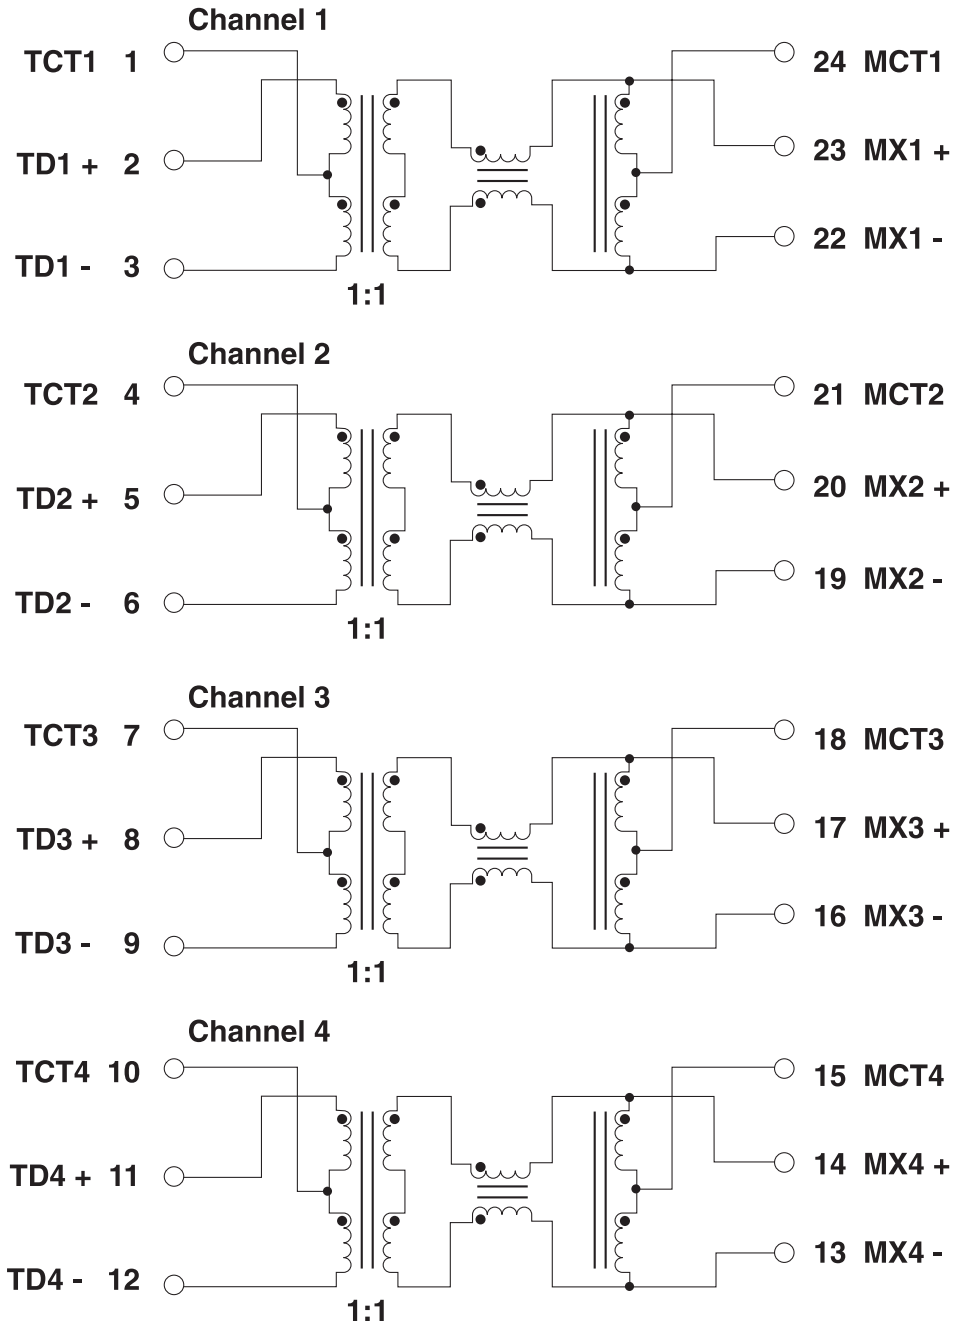 Channel 1
TCT1 1
24 MCT1
TD1 + 2
23 MX1 +
22 MX1 -
TD1 - 3
1:1
Channel 2
TCT2 4
21 MCT2
TD2 + 5
20 MX2 +
19 MX2 -
TD2 - 6
1:1
Channel 3
TCT3 7
18 MCT3
TD3 + 8
17 MX3 +
16 MX3 -
TD3 - 9
1:1
Channel 4
TCT4 10
15 MCT4
TD4 + 11
14 MX4 +
13 MX4 -
TD4 - 12
1:1